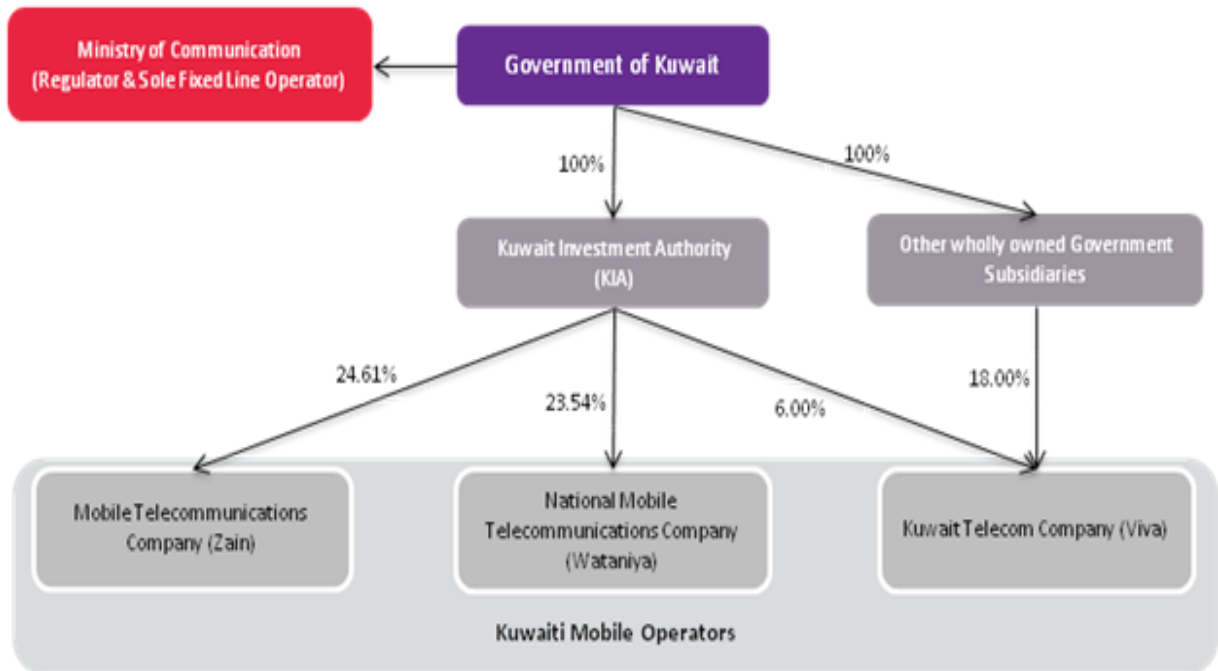 Ministry of Communication
(Regulator & Sole Fixed Line Operator)
Government of Kuwait
100%
100%
Kuwait Investment Authority
(KIA)
Other wholly owned Government
Subsidiaries
24.61%
23.54%
6.00%
18.00%
Mobile Telecommunications
Company (Zain)
National Mobile
Telecommunications Company
(Wataniya)
Kuwait Telecom Company (Viva)
Kuwaiti Mobile Operators